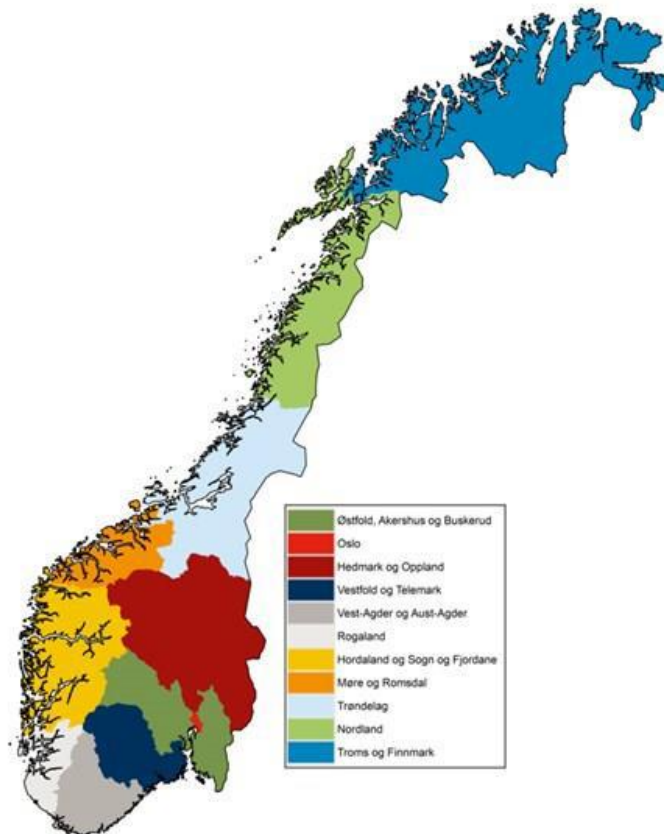 Østfold, Akershus og Buskerud
Oslo
Hedmark og Oppland
Vestfold og Telemark
Vest-Agder og Aust-Agder
Rogaland
Hordaland og Sogn og Fjordane
Møre og Romsdal
Trøndelag
Nordland
Troms og Finnmark